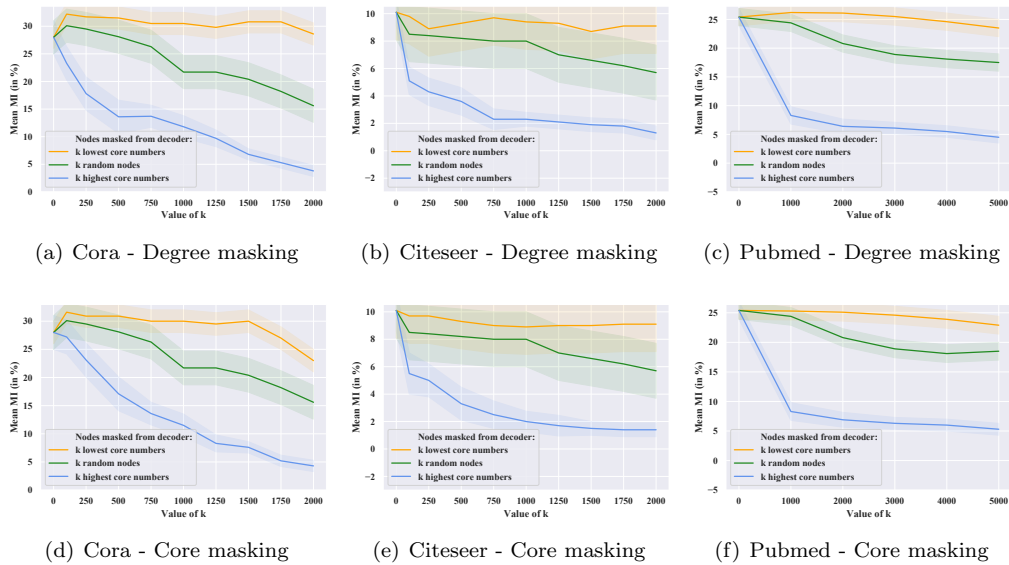 Mean MI (in %)
30
25
20
15
10
5
0
Nodes masked from decoder:
k lowest core numbers
k random nodes
k highest core numbers
0 250 500 750 1000 1250 1500 1750 2000
Value of k
(a) Cora - Degree masking
Mean MI (in %)
10
8
6
4
2
0
−2
Nodes masked from decoder:
k lowest core numbers
k random nodes
k highest core numbers
0 250 500 750 1000 1250 1500 1750 2000
Value of k
(b) Citeseer - Degree masking
Mean MI (in %)
25
20
15
10
5
0
−5
Nodes masked from decoder:
k lowest core numbers
k random nodes
k highest core numbers
0 1000 2000 3000 4000 5000
Value of k
(c) Pubmed - Degree masking
Mean MI (in %)
30
25
20
15
10
5
0
Nodes masked from decoder:
k lowest core numbers
k random nodes
k highest core numbers
0 250 500 750 1000 1250 1500 1750 2000
Value of k
(d) Cora - Core masking
Mean MI (in %)
10
8
6
4
2
0
−2
Nodes masked from decoder:
k lowest core numbers
k random nodes
k highest core numbers
0 250 500 750 1000 1250 1500 1750 2000
Value of k
(e) Citeseer - Core masking
Mean MI (in %)
25
20
15
10
5
0
−5
Nodes masked from decoder:
k lowest core numbers
k random nodes
k highest core numbers
0 1000 2000 3000 4000 5000
Value of k
(f) Pubmed - Core masking